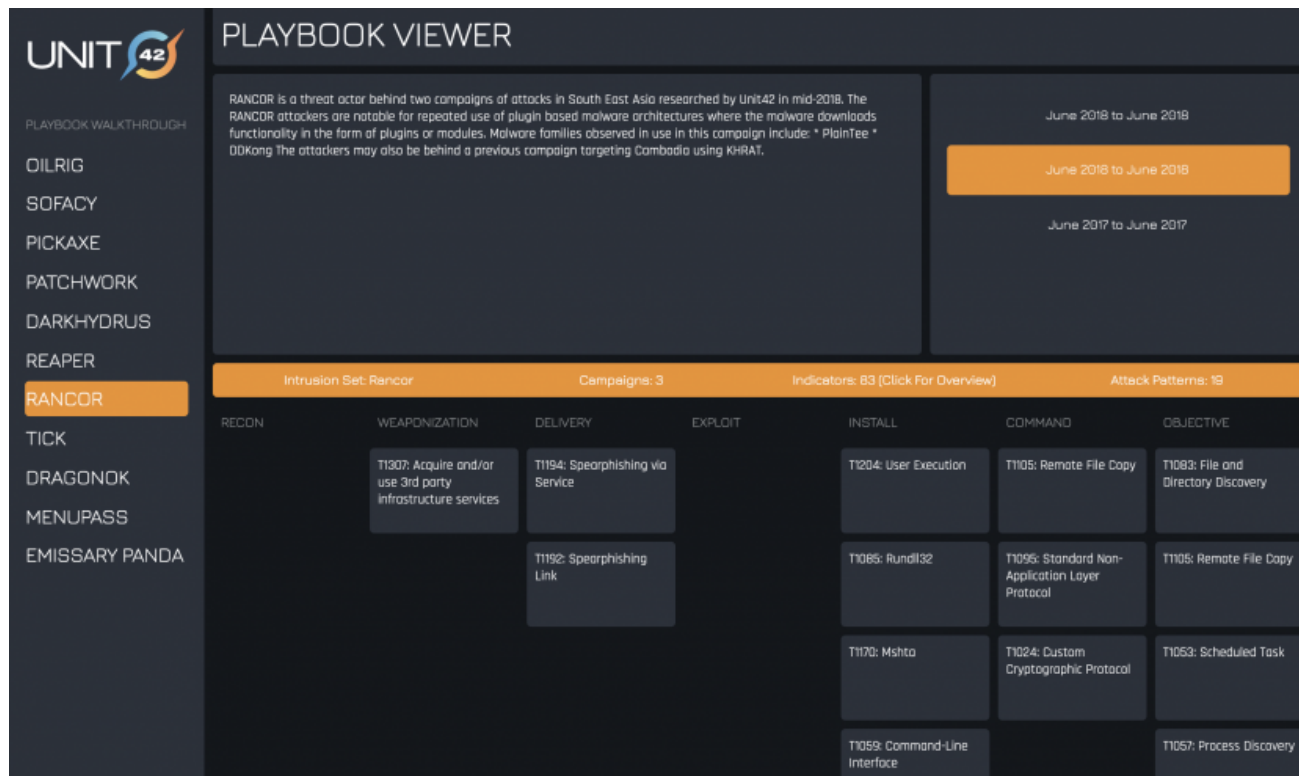 UNIT 42
PLAYBOOK VIEWER
PLAYBOOK WALKTHROUGH
OILRIG
SOFACY
PICKAXE
PATCHWORK
DARKHYDRUS
REAPER
RANCOR
TICK
DRAGONOK
MENUPASS
EMISSARY PANDA
RANCOR is a threat actor behind two campaigns of attacks in South East Asia researched by Unit42 in mid-2018. The
RANCOR attackers are notable for repeated use of plugin based malware architectures where the malware downloads
functionality in the form of plugins or modules. Malware families observed in use in this campaign include: * PlainTee *
DDKong The attackers may also be behind a previous campaign targeting Cambodia using KHRAT.
June 2018 to June 2018
June 2018 to June 2018
June 2017 to June 2017
Intrusion Set: Rancor
Campaigns: 3
Indicators: 83 (Click For Overview)
Attack Patterns: 19
RECON
WEAPONIZATION
DELIVERY
EXPLOIT
INSTALL
COMMAND
OBJECTIVE
T1307: Acquire and/or
use 3rd party
infrastructure services
T1194: Spearphishing via
Service
T1192: Spearphishing
Link
T1204: User Execution
T1085: Rundll32
T1170: Mshta
T1059: Command-Line
Interface
T1105: Remote File Copy
T1095: Standard Non-
Application Layer
Protocol
T1024: Custom
Cryptographic Protocol
T1083: File and
Directory Discovery
T1105: Remote File Copy
T1053: Scheduled Task
T1057: Process Discovery